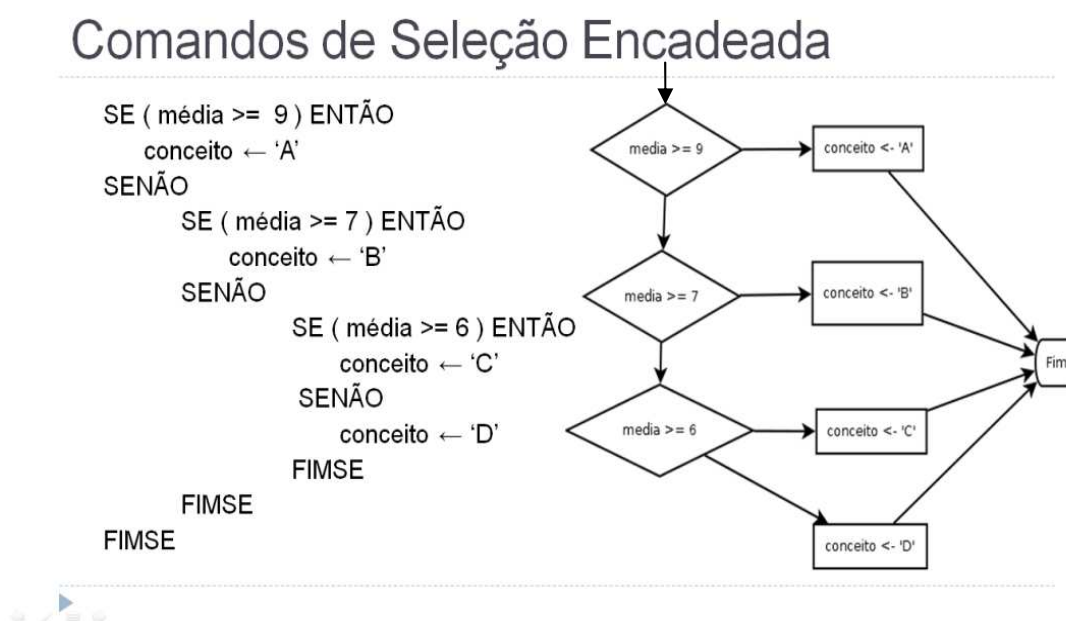 Comandos de Seleção Encadeada
SE ( média >= 9 ) ENTÃO
conceito ← ‘A’
SENÃO
SE ( média >= 7 ) ENTÃO
conceito ← ‘B’
SENÃO
SE ( média >= 6 ) ENTÃO
conceito ← ‘C’
SENÃO
conceito ← ‘D’
FIMSE
FIMSE
FIMSE
media >= 9
conceito <- 'A'
media >= 7
conceito <- 'B'
Fim
media >= 6
conceito <- 'C'
conceito <- 'D'